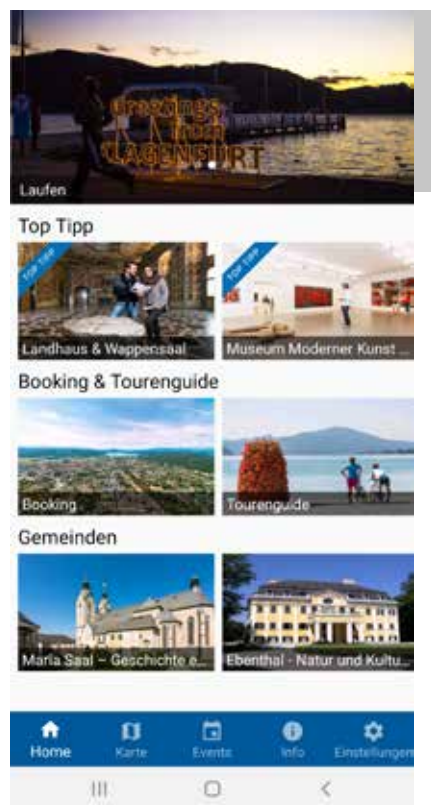 Greetings
from
KLAGENFURT
Laufen
Top Tipp
TOP TIPP
TOP TIPP
Landhaus & Wappensaal
Museum Moderner Kunst ...
Booking & Tourenguide
Booking
Tourenguide
Gemeinden
Maria Saal – Geschichte e...
Ebenthal - Natur und Kultu...
Home
Karte
Events
Info
Einstellungen